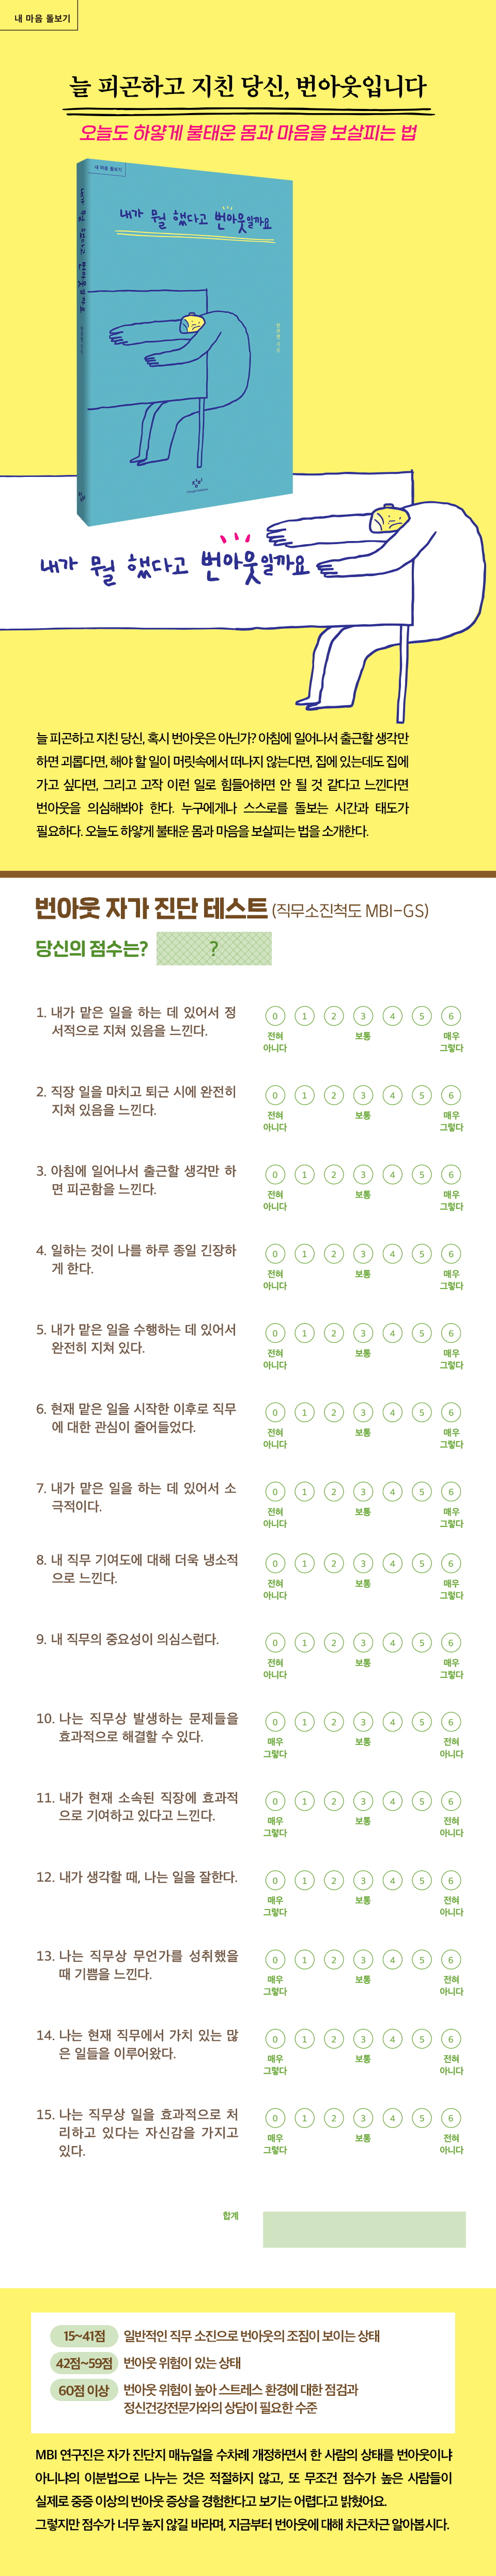 내 마음 돌보기
늘 피곤하고 지친 당신, 번아웃입니다
오늘도 하얗게 불태운 몸과 마음을 보살피는 법
내 마음 돌보기
내가 뭘 했다고 번아웃일까요
내가 뭘 했다고 번아웃일까요
창비
창비
내가 뭘 했다고 번아웃일까요
늘 피곤하고 지친 당신, 혹시 번아웃은 아닌가? 아침에 일어나서 출근할 생각만
하면 괴롭다면, 해야 할 일이 머릿속에서 떠나지 않는다면, 집에 있는데도 집에
가고 싶다면, 그리고 고작 이런 일로 힘들어하면 안 될 것 같다고 느낀다면
번아웃을 의심해봐야 한다. 누구에게나 스스로를 돌보는 시간과 태도가
필요하다. 오늘도 하얗게 불태운 몸과 마음을 보살피는 법을 소개한다.
번아웃 자가 진단 테스트 (직무소진척도 MBI-GS)
당신의 점수는? ?
1. 내가 맡은 일을 하는 데 있어서 정
서적으로 지쳐 있음을 느낀다.
0 1 2 3 4 5 6
전혀 보통 매우
아니다 그렇다
2. 직장 일을 마치고 퇴근 시에 완전히
지쳐 있음을 느낀다.
0 1 2 3 4 5 6
전혀 보통 매우
아니다 그렇다
3. 아침에 일어나서 출근할 생각만 하
면 피곤함을 느낀다.
0 1 2 3 4 5 6
전혀 보통 매우
아니다 그렇다
4. 일하는 것이 나를 하루 종일 긴장하
게 한다.
0 1 2 3 4 5 6
전혀 보통 매우
아니다 그렇다
5. 내가 맡은 일을 수행하는 데 있어서
완전히 지쳐 있다.
0 1 2 3 4 5 6
전혀 보통 매우
아니다 그렇다
6. 현재 맡은 일을 시작한 이후로 직무
에 대한 관심이 줄어들었다.
0 1 2 3 4 5 6
전혀 보통 매우
아니다 그렇다
7. 내가 맡은 일을 하는 데 있어서 소
극적이다.
0 1 2 3 4 5 6
전혀 보통 매우
아니다 그렇다
8. 내 직무 기여도에 대해 더욱 냉소적
으로 느낀다.
0 1 2 3 4 5 6
전혀 보통 매우
아니다 그렇다
9. 내 직무의 중요성이 의심스럽다.
0 1 2 3 4 5 6
전혀 보통 매우
아니다 그렇다
10. 나는 직무상 발생하는 문제들을
효과적으로 해결할 수 있다.
0 1 2 3 4 5 6
매우 보통 전혀
그렇다 아니다
11. 내가 현재 소속된 직장에 효과적
으로 기여하고 있다고 느낀다.
0 1 2 3 4 5 6
매우 보통 전혀
그렇다 아니다
12. 내가 생각할 때, 나는 일을 잘한다.
0 1 2 3 4 5 6
매우 보통 전혀
그렇다 아니다
13. 나는 직무상 무언가를 성취했을
때 기쁨을 느낀다.
0 1 2 3 4 5 6
매우 보통 전혀
그렇다 아니다
14. 나는 현재 직무에서 가치 있는 많
은 일들을 이루어왔다.
0 1 2 3 4 5 6
매우 보통 전혀
그렇다 아니다
15. 나는 직무상 일을 효과적으로 처
리하고 있다는 자신감을 가지고
있다.
0 1 2 3 4 5 6
매우 보통 전혀
그렇다 아니다
합계
15~41점 일반적인 직무 소진으로 번아웃의 조짐이 보이는 상태
42점~59점 번아웃 위험이 있는 상태
60점 이상 번아웃 위험이 높아 스트레스 환경에 대한 점검과
정신건강전문가와의 상담이 필요한 수준
MBI 연구진은 자가 진단지 매뉴얼을 수차례 개정하면서 한 사람의 상태를 번아웃이냐
아니냐의 이분법으로 나누는 것은 적절하지 않고, 또 무조건 점수가 높은 사람들이
실제로 중증 이상의 번아웃 증상을 경험한다고 보기는 어렵다고 밝혔어요.
그렇지만 점수가 너무 높지 않길 바라며, 지금부터 번아웃에 대해 차근차근 알아봅시다.